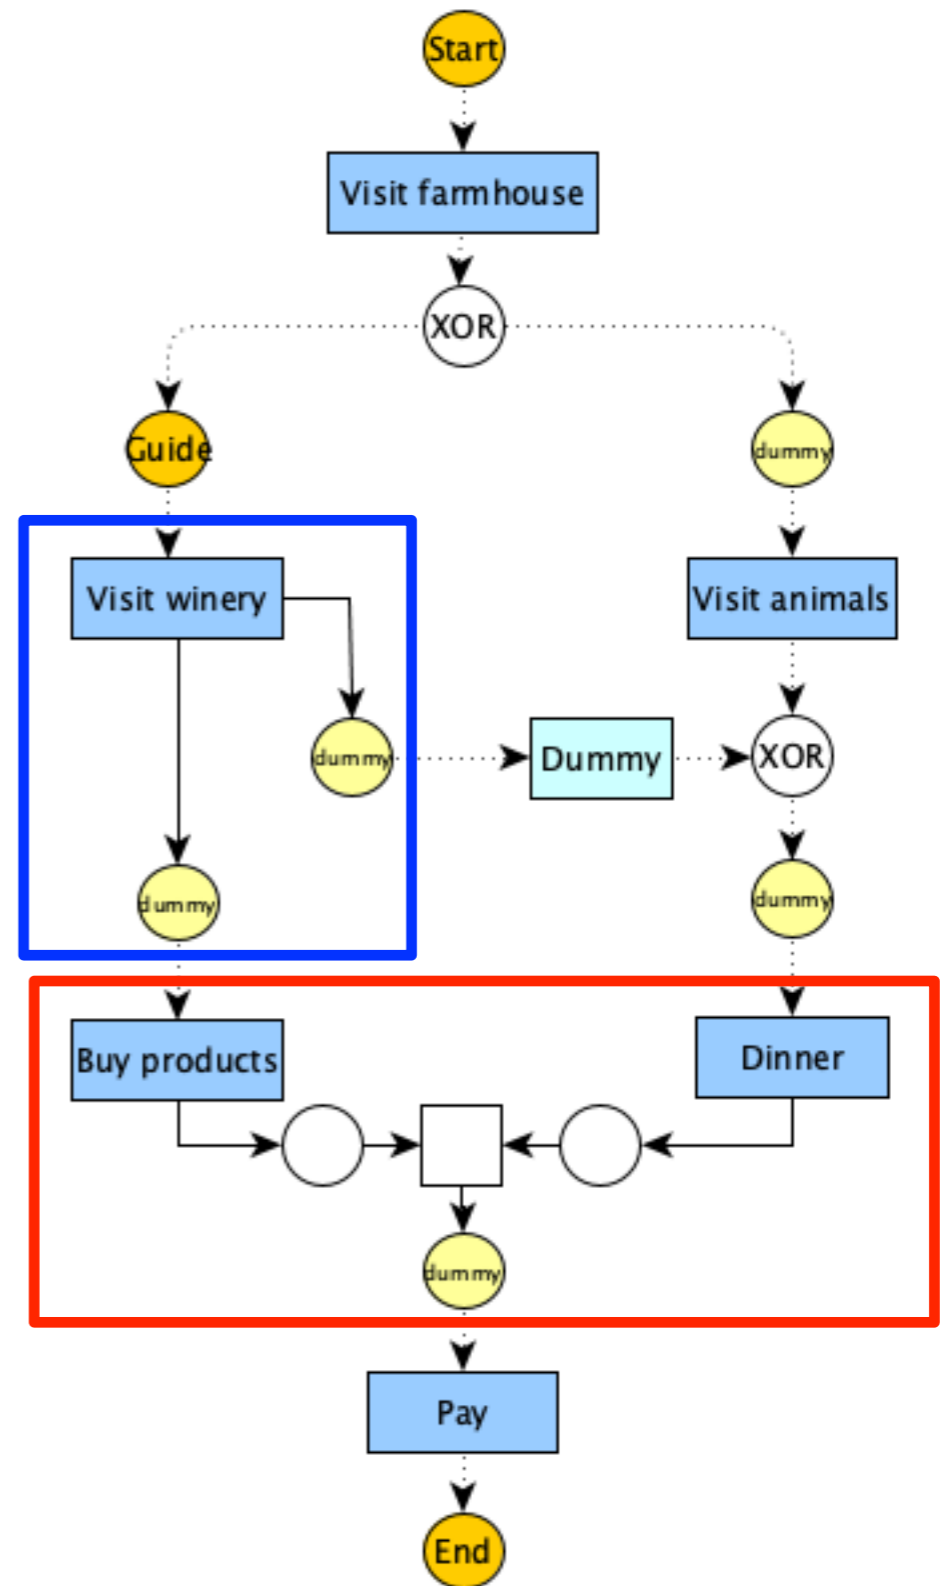 Start
Visit farmhouse
XOR
Guide
dummy
Visit winery
Visit animals
dummy
Dummy
XOR
dummy
dummy
Buy products
Dinner
dummy
Pay
End